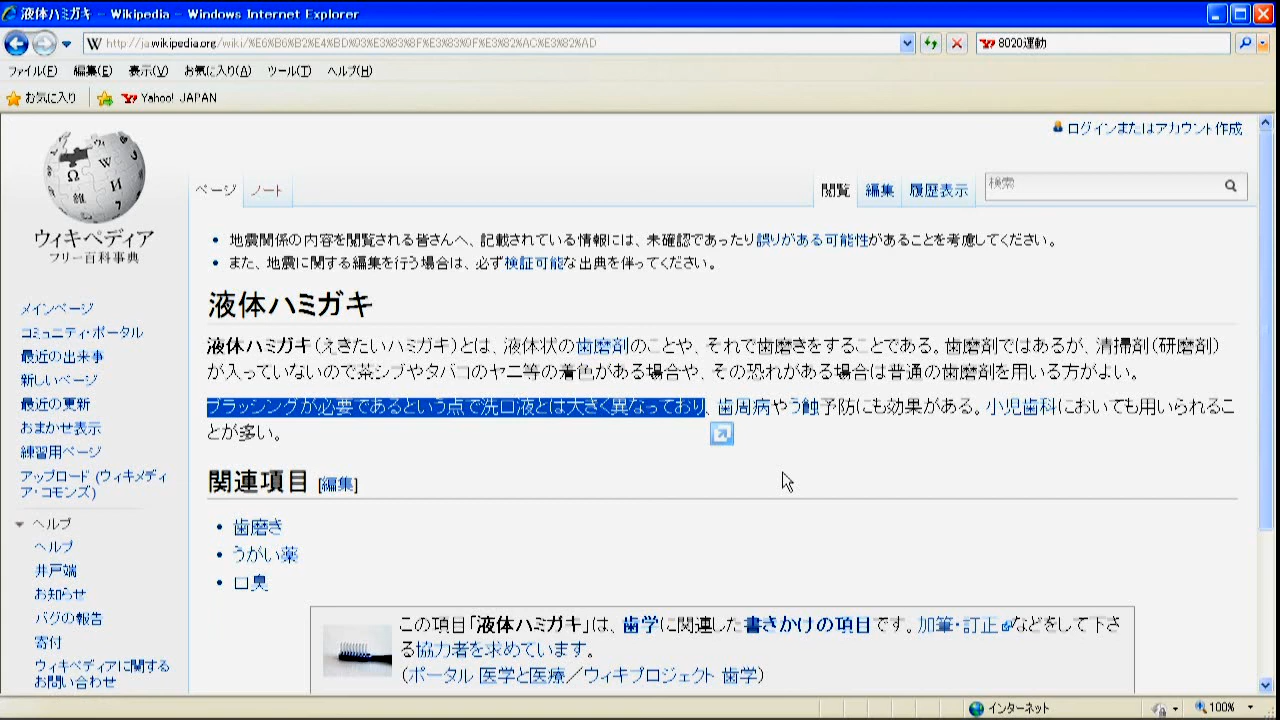 液体ハミガキ - Wikipedia - Windows Internet Explorer
8020運動
ファイル(F) 編集(E) 表示(V) お気に入り(A) ツール(T) ヘルプ(H)
お気に入り Yahoo! JAPAN
ログインまたはアカウント作成
ページ ノート 閲覧 編集 履歴表示 検索
ウィキペディア
フリー百科事典
地震関係の内容を閲覧される皆さんへ、記載されている情報には、未確認であったり誤りがある可能性があることを考慮してください。
また、地震に関する編集を行う場合は、必ず検証可能な出典を伴ってください。
液体ハミガキ
液体ハミガキ(えきたいハミガキ)とは、液体状の歯磨剤のことや、それで歯磨きをすることである。歯磨剤ではあるが、清掃剤(研磨剤)
が入っていないので茶シブやタバコのヤニ等の着色がある場合や、その恐れがある場合は普通の歯磨剤を用いる方がよい。
ブラッシングが必要であるという点で洗口液とは大きく異なっており、歯周病やう蝕予防にも効果がある。小児歯科においても用いられるこ
とが多い。
関連項目 [編集]
歯磨き
うがい薬
口臭
この項目「液体ハミガキ」は、歯学に関連した書きかけの項目です。加筆・訂正などをして下さ
る協力者を求めています。
(ポータル 医学と医療/ウィキプロジェクト 歯学)
メインページ
コミュニティ・ポータル
最近の出来事
新しいページ
最近の更新
おまかせ表示
練習用ページ
アップロード (ウィキメディ
ア・コモンズ)
ヘルプ
ヘルプ
井戸端
お知らせ
バグの報告
寄付
ウィキペディアに関する
お問い合わせ
インターネット 100%